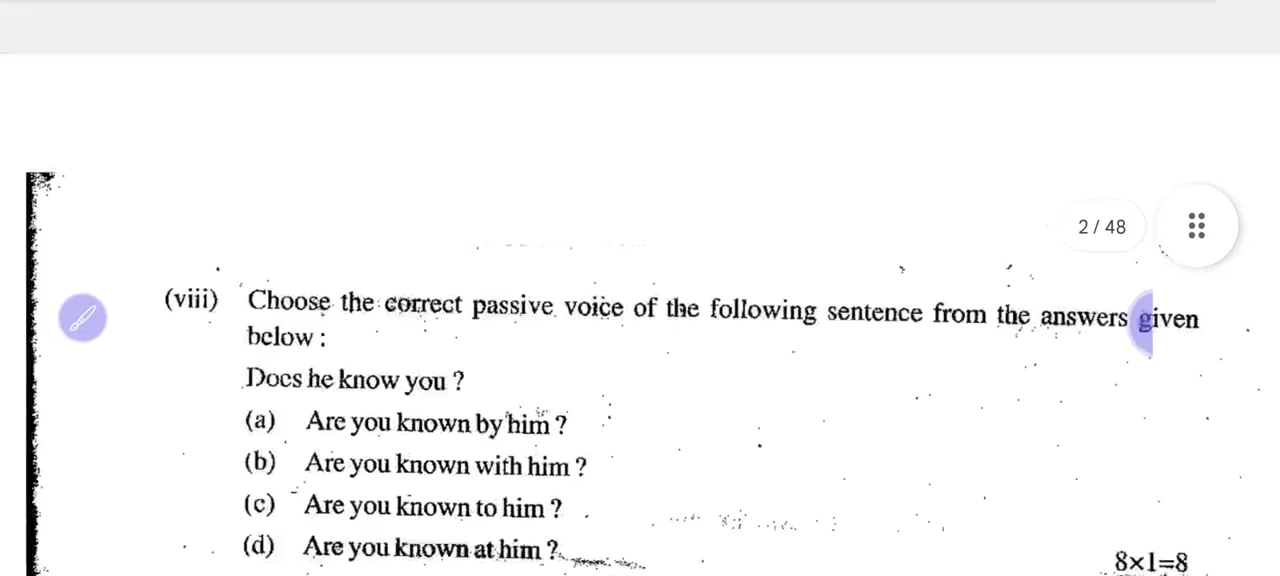 2 / 48
(viii) Choose the correct passive voice of the following sentence from the answers given
below :
Does he know you ?
(a) Are you known by him ?
(b) Are you known with him ?
(c) Are you known to him ?
(d) Are you known at him ?
8×1=8